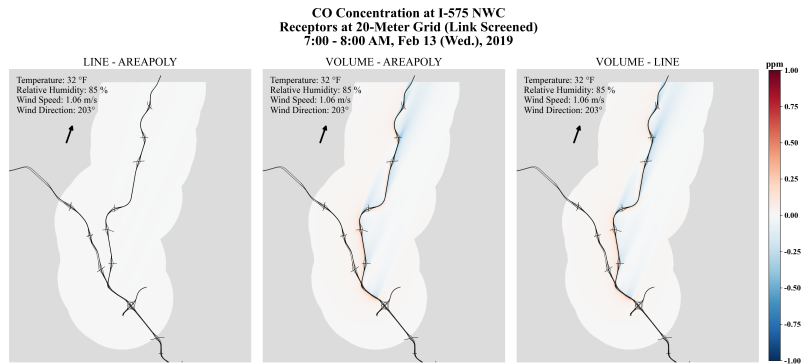 CO Concentration at I-575 NWC
Receptors at 20-Meter Grid (Link Screened)
7:00 - 8:00 AM, Feb 13 (Wed.), 2019
LINE - AREAPOLY
Temperature: 32 °F
Relative Humidity: 85 %
Wind Speed: 1.06 m/s
Wind Direction: 203°
VOLUME - AREAPOLY
Temperature: 32 °F
Relative Humidity: 85 %
Wind Speed: 1.06 m/s
Wind Direction: 203°
VOLUME - LINE
Temperature: 32 °F
Relative Humidity: 85 %
Wind Speed: 1.06 m/s
Wind Direction: 203°
ppm
1.00
0.75
0.50
0.25
0.00
-0.25
-0.50
-0.75
-1.00